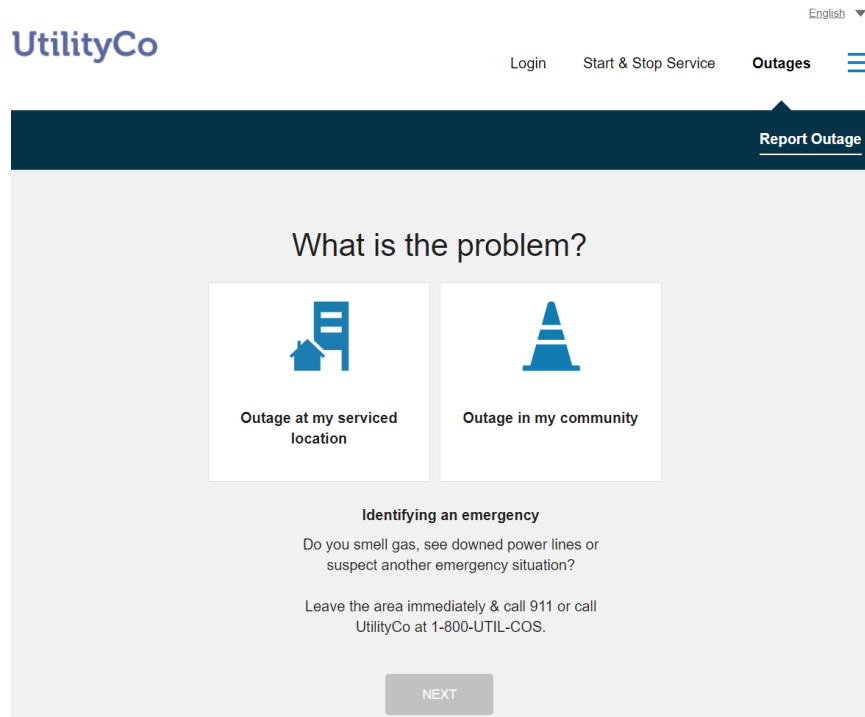 English
UtilityCo
Login Start & Stop Service Outages
Report Outage
What is the problem?
Outage at my serviced
location
Outage in my community
Identifying an emergency
Do you smell gas, see downed power lines or
suspect another emergency situation?
Leave the area immediately & call 911 or call
UtilityCo at 1-800-UTIL-COS.
NEXT